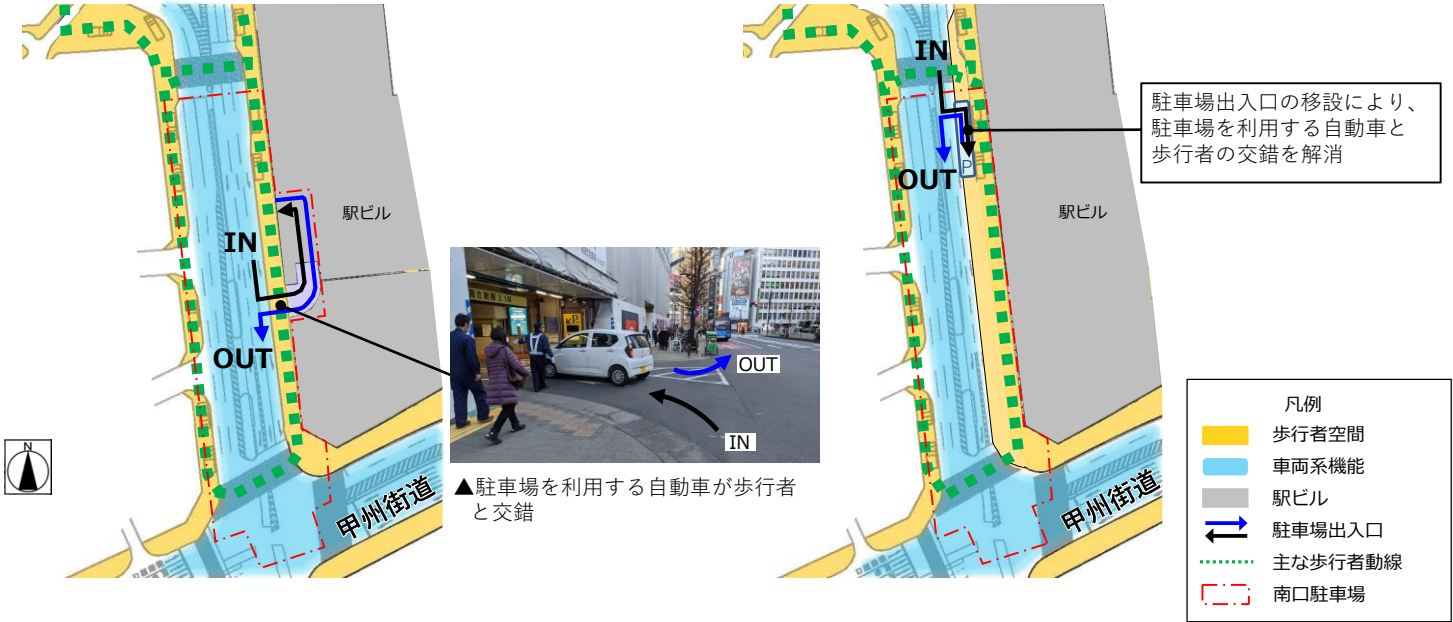 IN
OUT
駅ビル
甲州街道
N
OUT
IN
▲駐車場を利用する自動車が歩行者
と交錯
IN
OUT
P
駅ビル
甲州街道
駐車場出入口の移設により、
駐車場を利用する自動車と
歩行者の交錯を解消
凡例
歩行者空間
車両系機能
駅ビル
駐車場出入口
主な歩行者動線
南口駐車場